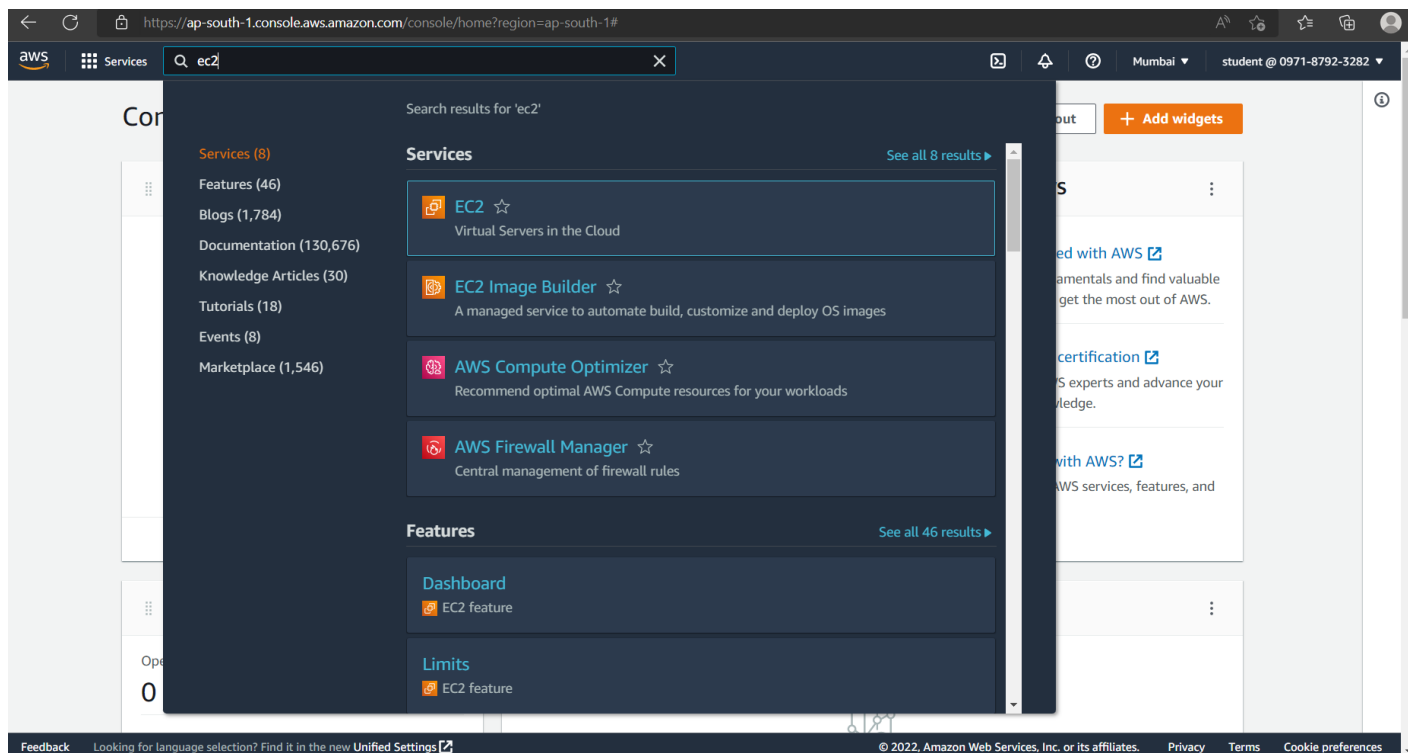 https://ap-south-1.console.aws.amazon.com/console/home?region=ap-south-1#
aws
Services
ec2
Mumbai
student @ 0971-8792-3282
Search results for 'ec2'
+ Add widgets
Services (8)
Features (46)
Blogs (1,784)
Documentation (130,676)
Knowledge Articles (30)
Tutorials (18)
Events (8)
Marketplace (1,546)
Services
See all 8 results
EC2
Virtual Servers in the Cloud
EC2 Image Builder
A managed service to automate build, customize and deploy OS images
AWS Compute Optimizer
Recommend optimal AWS Compute resources for your workloads
AWS Firewall Manager
Central management of firewall rules
Features
See all 46 results
Dashboard
EC2 feature
Limits
EC2 feature
with AWS
and find valuable
get the most out of AWS.
certification
experts and advance your
with AWS?
AWS services, features, and
0
Feedback
Looking for language selection? Find it in the new Unified Settings
© 2022, Amazon Web Services, Inc. or its affiliates.
Privacy
Terms
Cookie preferences